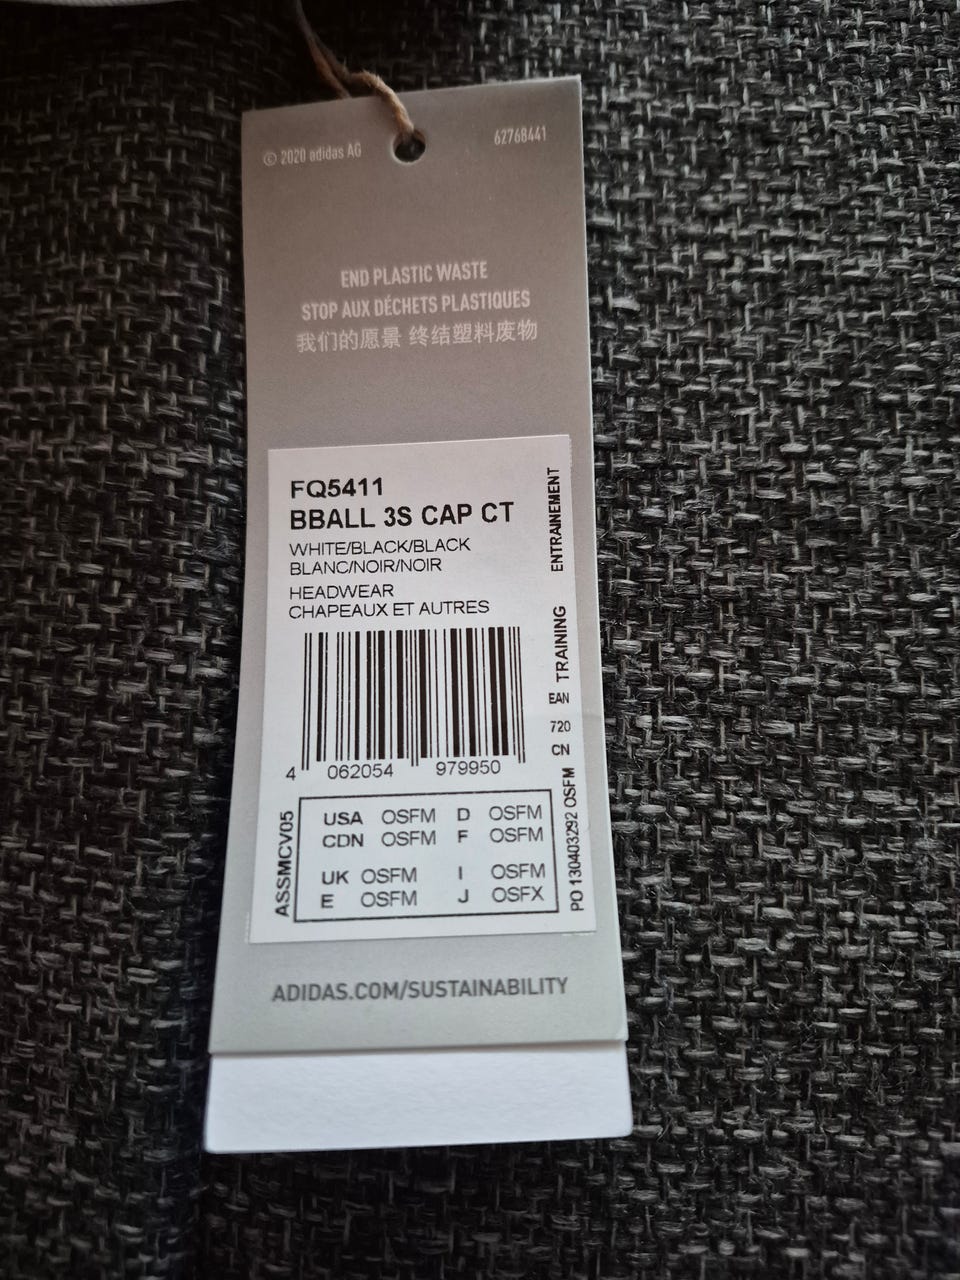 © 2020 adidas AG
62768441
END PLASTIC WASTE
STOP AUX DÉCHETS PLASTIQUES
我们的愿景 终结塑料废物
FQ5411
BBALL 3S CAP CT
WHITE/BLACK/BLACK
BLANC/NOIR/NOIR
HEADWEAR
CHAPEAUX ET AUTRES
4 062054 979950
TRAINING ENTRAINEMENT
EAN
720
CN
PO 130403292 OSFM
ASSMCV05
USA OSFM D OSFM
CDN OSFM F OSFM
UK OSFM I OSFM
E OSFM J OSFX
ADIDAS.COM/SUSTAINABILITY